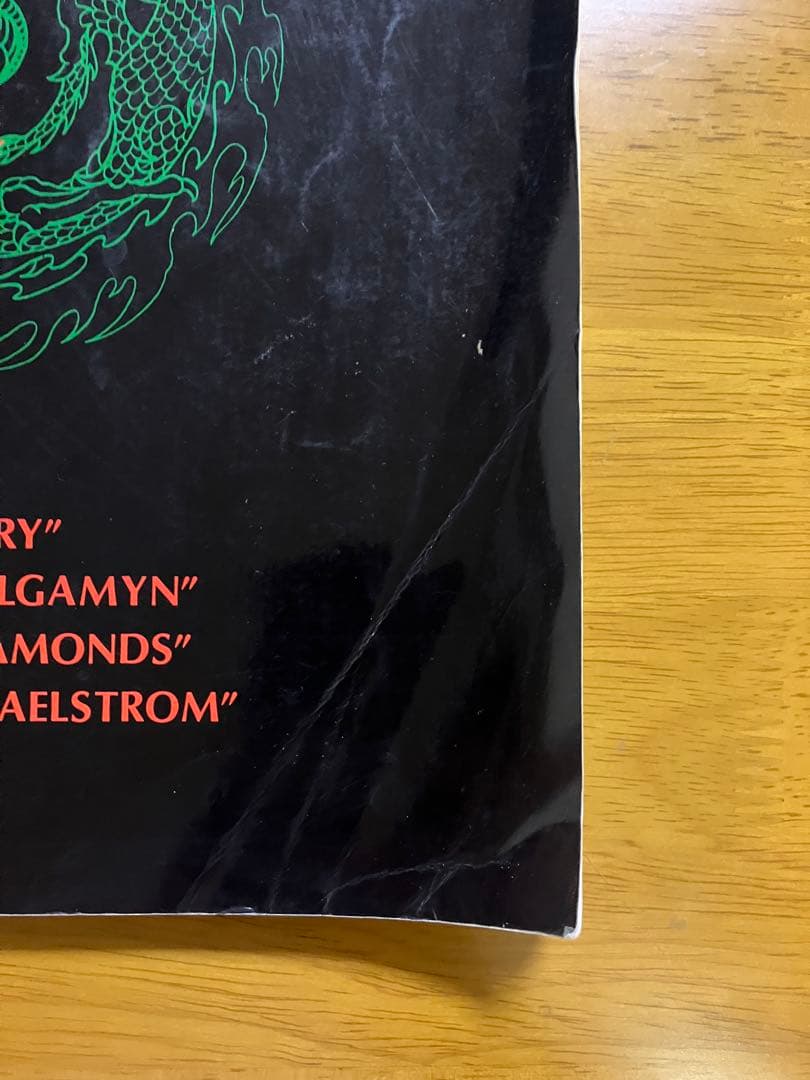 RY”
LGAMYN”
AMONDS”
AELSTROM”